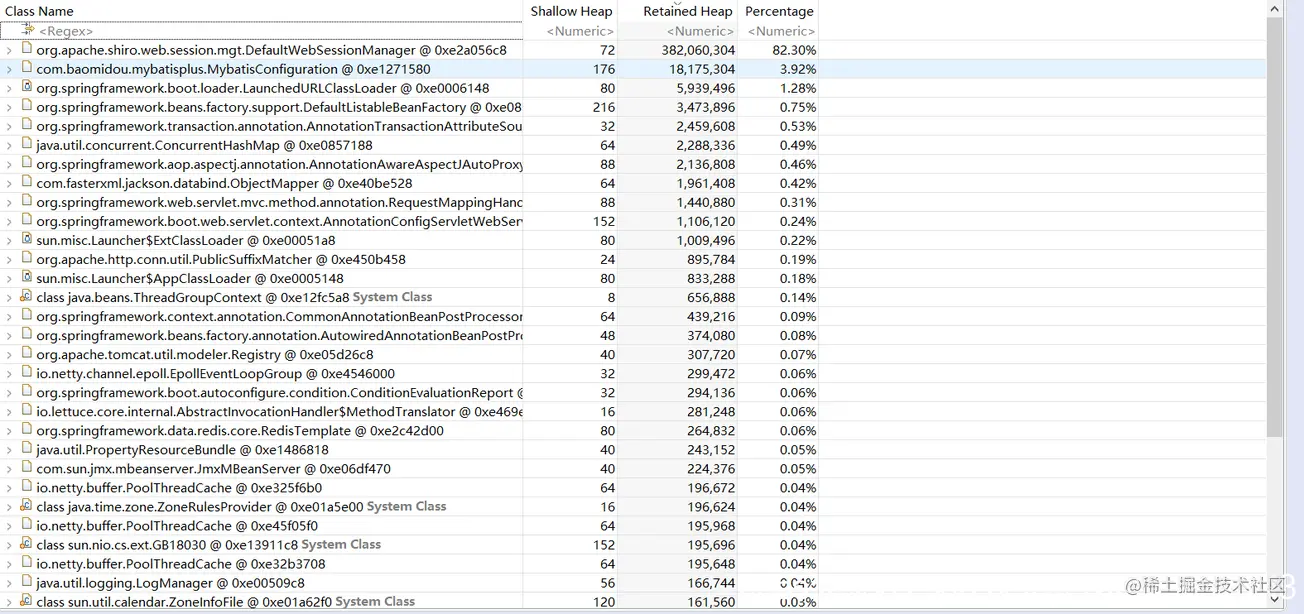 Class Name Shallow Heap Retained Heap Percentage
<Regex> <Numeric> <Numeric> <Numeric>
org.apache.shiro.web.session.mgt.DefaultWebSessionManager @ 0xe2a056c8 72 382,060,304 82.30%
com.baomidou.mybatisplus.MybatisConfiguration @ 0xe1271580 176 18,175,304 3.92%
org.springframework.boot.loader.LaunchedURLClassLoader @ 0xe0006148 80 5,939,496 1.28%
org.springframework.beans.factory.support.DefaultListableBeanFactory @ 0xe08 216 3,473,896 0.75%
org.springframework.transaction.annotation.AnnotationTransactionAttributeSou 32 2,459,608 0.53%
java.util.concurrent.ConcurrentHashMap @ 0xe0857188 64 2,288,336 0.49%
org.springframework.aop.aspectj.annotation.AnnotationAwareAspectJAutoProxy 88 2,136,808 0.46%
com.fasterxml.jackson.databind.ObjectMapper @ 0xe40be528 64 1,961,408 0.42%
org.springframework.web.servlet.mvc.method.annotation.RequestMappingHand 88 1,440,880 0.31%
org.springframework.boot.web.servlet.context.AnnotationConfigServletWebSer 152 1,106,120 0.24%
sun.misc.Launcher$ExtClassLoader @ 0xe00051a8 80 1,009,496 0.22%
org.apache.http.conn.util.PublicSuffixMatcher @ 0xe450b458 24 895,784 0.19%
sun.misc.Launcher$AppClassLoader @ 0xe0005148 80 833,288 0.18%
class java.beans.ThreadGroupContext @ 0xe12fc5a8 System Class 8 656,888 0.14%
org.springframework.context.annotation.CommonAnnotationBeanPostProcessor 64 439,216 0.09%
org.springframework.beans.factory.annotation.AutowiredAnnotationBeanPostPro 48 374,080 0.08%
org.apache.tomcat.util.modeler.Registry @ 0xe05d26c8 40 307,720 0.07%
io.netty.channel.epoll.EpollEventLoopGroup @ 0xe4546000 32 299,472 0.06%
org.springframework.boot.autoconfigure.condition.ConditionEvaluationReport @ 32 294,136 0.06%
io.lettuce.core.internal.AbstractInvocationHandler$MethodTranslator @ 0xe469e 16 281,248 0.06%
org.springframework.data.redis.core.RedisTemplate @ 0xe2c42d00 80 264,832 0.06%
java.util.PropertyResourceBundle @ 0xe1486818 40 243,152 0.05%
com.sun.jmx.mbeanserver.JmxMBeanServer @ 0xe06df470 40 224,376 0.05%
io.netty.buffer.PoolThreadCache @ 0xe325f6b0 64 196,672 0.04%
class java.time.zone.ZoneRulesProvider @ 0xe01a5e00 System Class 16 196,624 0.04%
io.netty.buffer.PoolThreadCache @ 0xe45f05f0 64 195,968 0.04%
class sun.nio.cs.ext.GB18030 @ 0xe13911c8 System Class 152 195,696 0.04%
io.netty.buffer.PoolThreadCache @ 0xe32b3708 64 195,648 0.04%
java.util.logging.LogManager @ 0xe00509c8 56 166,744 0.04%
class sun.util.calendar.ZoneInfoFile @ 0xe01a62f0 System Class 120 161,560 0.03%
@稀土掘金技术社区